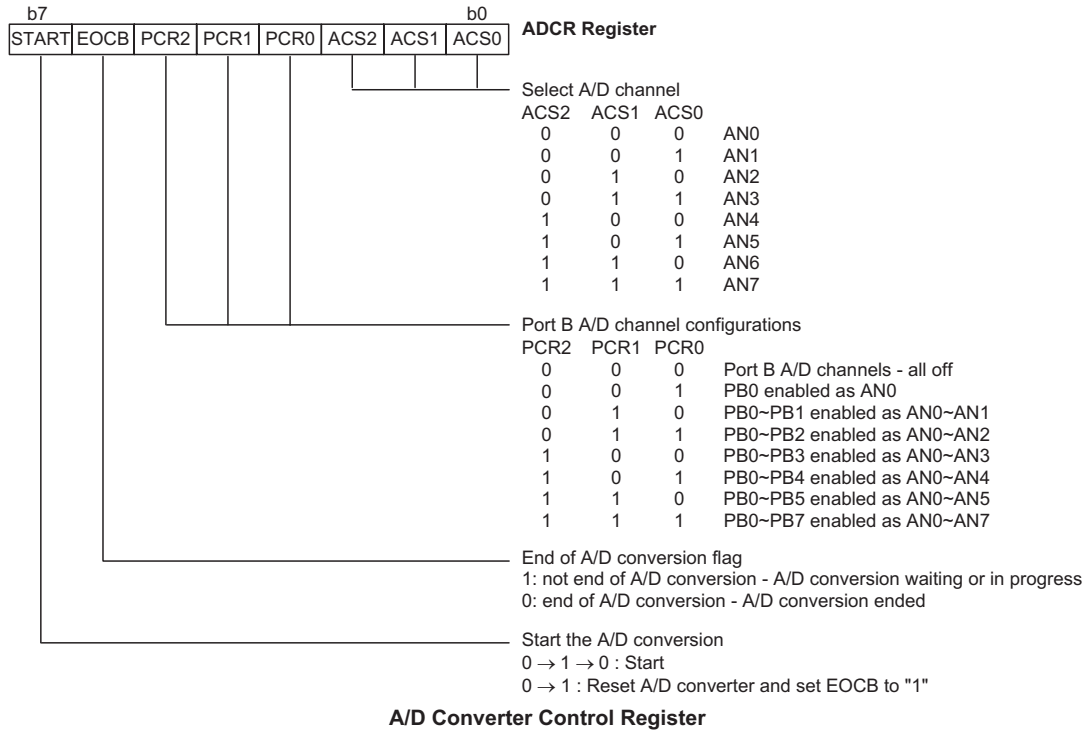 b7 b0
START EOCB PCR2 PCR1 PCR0 ACS2 ACS1 ACS0 ADCR Register
Select A/D channel
ACS2 ACS1 ACS0
0 0 0 AN0
0 0 1 AN1
0 1 0 AN2
0 1 1 AN3
1 0 0 AN4
1 0 1 AN5
1 1 0 AN6
1 1 1 AN7
Port B A/D channel configurations
PCR2 PCR1 PCR0
0 0 0 Port B A/D channels - all off
0 0 1 PB0 enabled as AN0
0 1 0 PB0~PB1 enabled as AN0~AN1
0 1 1 PB0~PB2 enabled as AN0~AN2
1 0 0 PB0~PB3 enabled as AN0~AN3
1 0 1 PB0~PB4 enabled as AN0~AN4
1 1 0 PB0~PB5 enabled as AN0~AN5
1 1 1 PB0~PB7 enabled as AN0~AN7
End of A/D conversion flag
1: not end of A/D conversion - A/D conversion waiting or in progress
0: end of A/D conversion - A/D conversion ended
Start the A/D conversion
0 → 1 → 0 : Start
0 → 1 : Reset A/D converter and set EOCB to "1"
A/D Converter Control Register